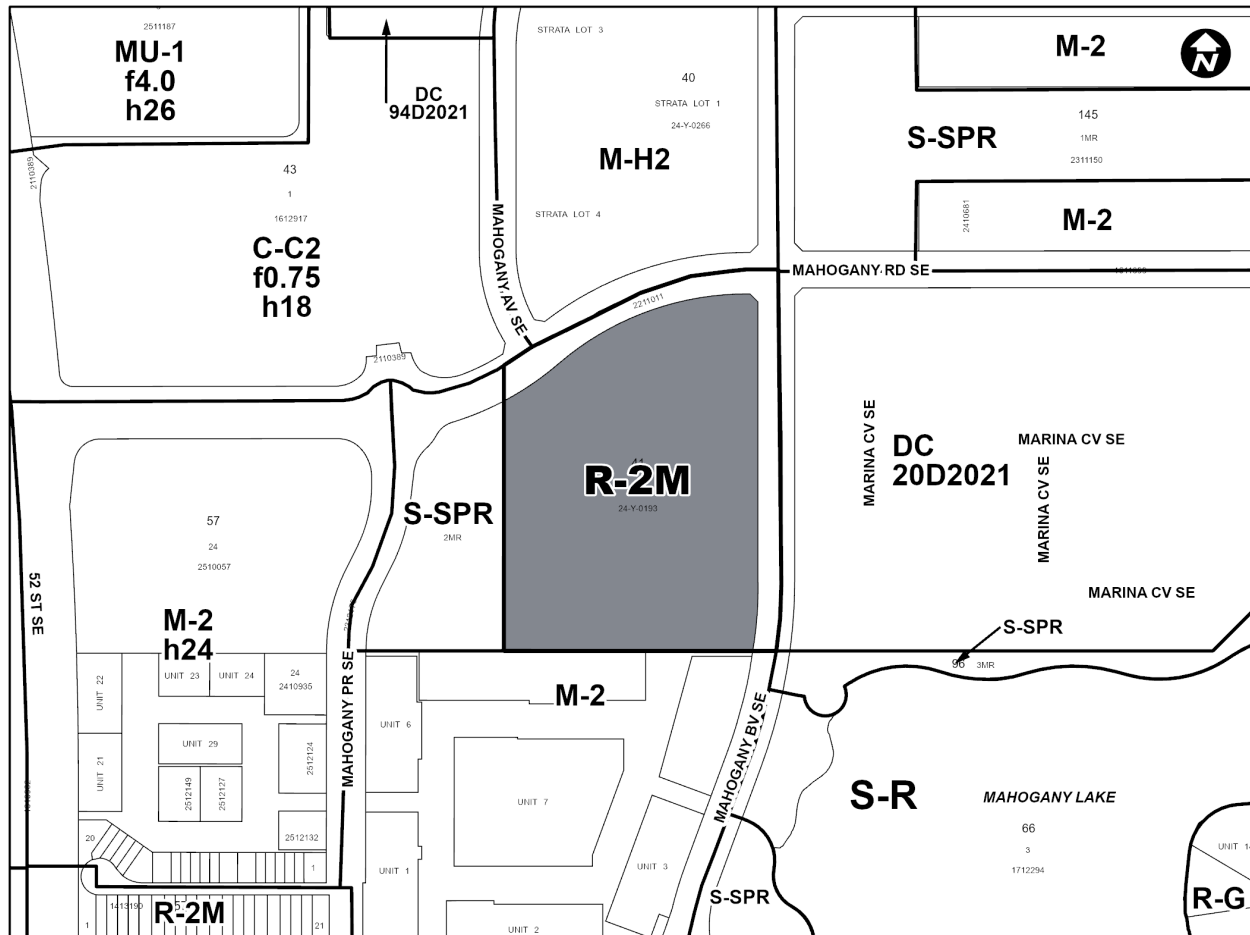 2511187
MU-1
f4.0
h26
DC
94D2021
STRATA LOT 3
40
STRATA LOT 1
24-Y-0266
M-H2
STRATA LOT 4
M-2
N
145
S-SPR
1MR
2311150
2410681
M-2
2110389
43
1
1612917
C-C2
f0.75
h18
MAHOGANY AV SE
MAHOGANY RD SE
2211011
2110389
R-2M
24-Y-0193
S-SPR
2MR
MARINA CV SE
DC
20D2021
MARINA CV SE
MARINA CV SE
MARINA CV SE
S-SPR
96
3MR
52 ST SE
57
24
2510057
M-2
h24
UNIT 22
UNIT 23
UNIT 24
24
2410935
MAHOGANY PR SE
UNIT 21
UNIT 29
2512149
2512127
2512124
2512132
20
1
UNIT 6
M-2
UNIT 7
MAHOGANY BV SE
UNIT 3
UNIT 1
UNIT 2
S-R
MAHOGANY LAKE
66
3
1712294
UNIT 14
R-G
S-SPR
1413190
R-2M
1
21